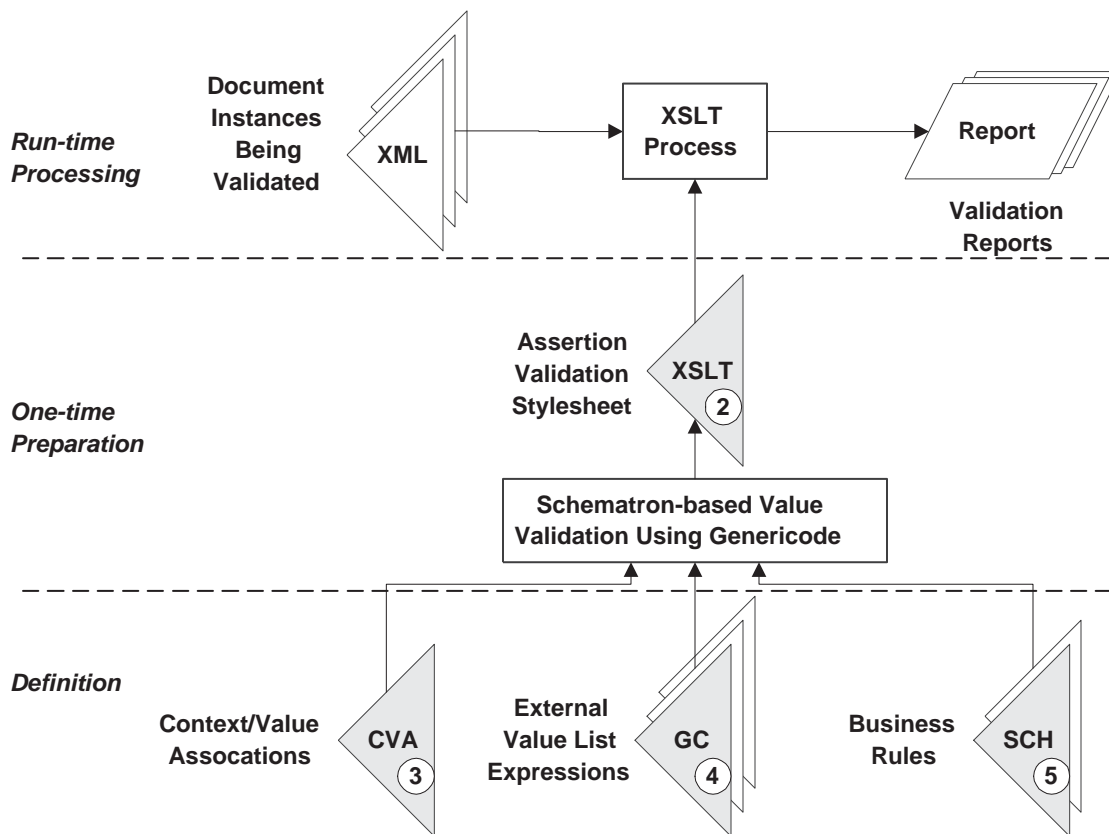 Document
Instances
Being
Validated
XML
XSLT
Process
Report
Validation
Reports
Run-time
Processing
Assertion
Validation
Stylesheet
XSLT
2
One-time
Preparation
Schematron-based Value
Validation Using Genericode
Definition
Context/Value
Assocations
CVA
3
External
Value List
Expressions
GC
4
Business
Rules
SCH
5